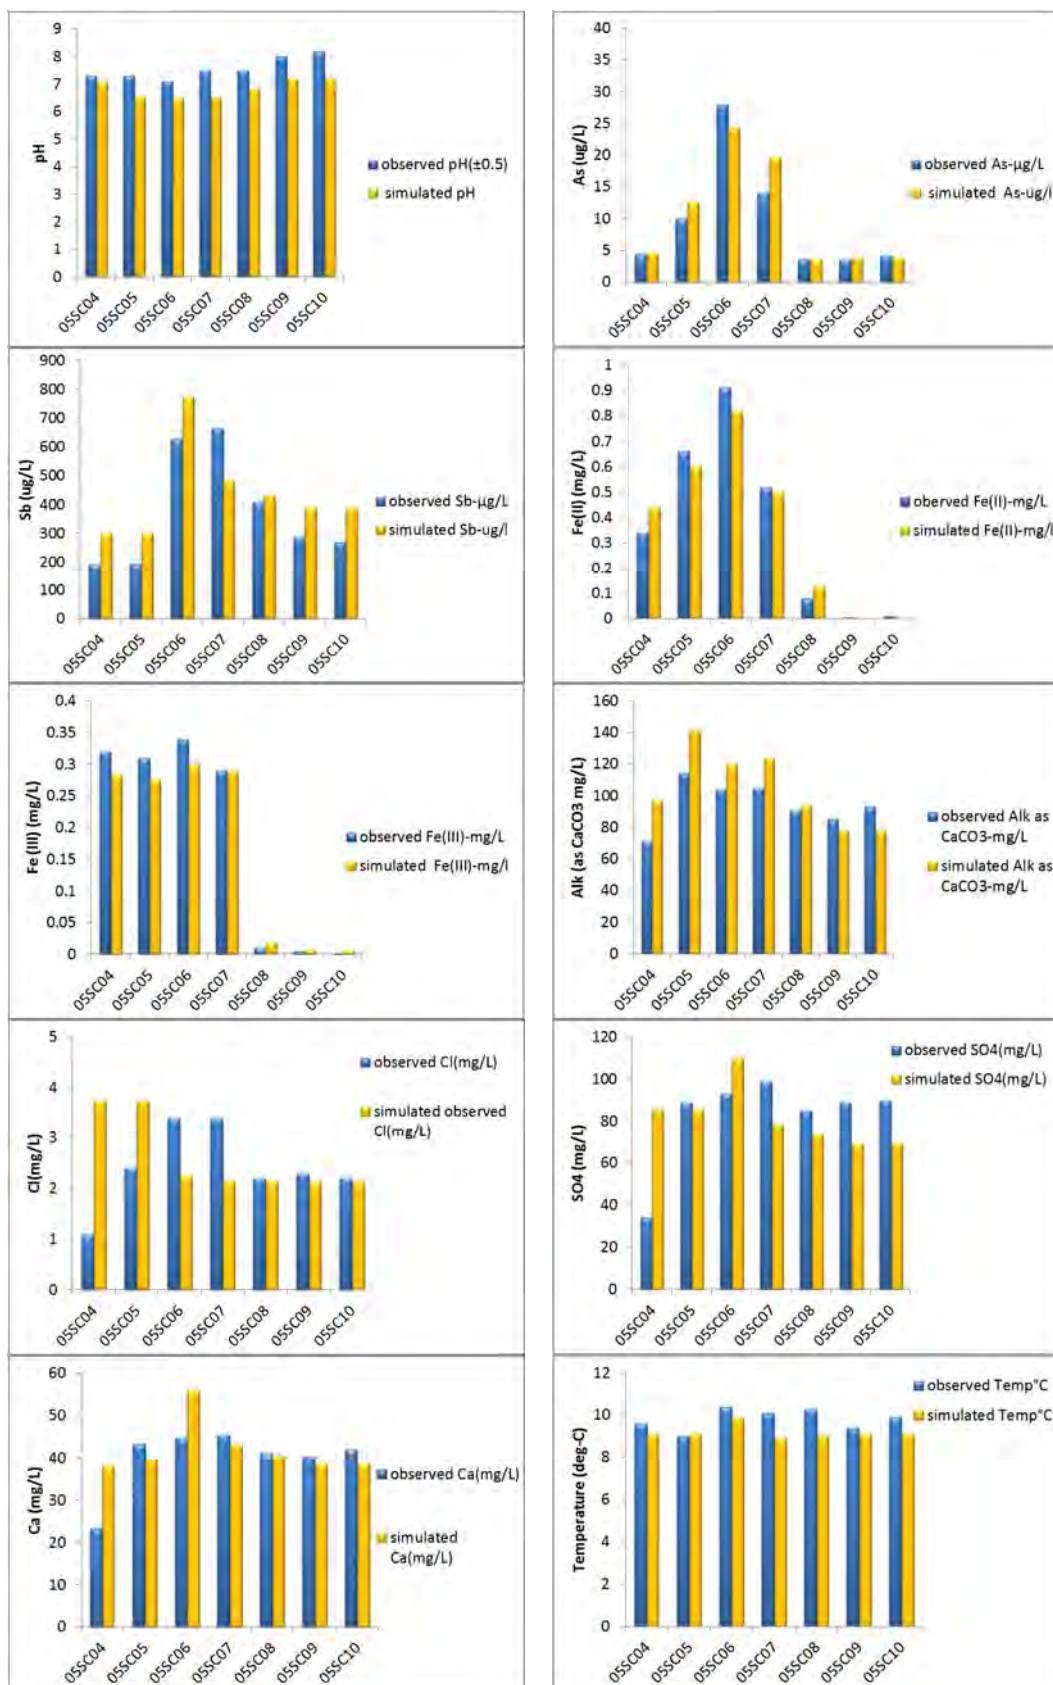 9
8
7
6
5
4
3
2
1
0
pH
05SC04
05SC05
05SC06
05SC07
05SC08
05SC09
05SC10
observed pH(±0.5)
simulated pH
40
35
30
25
20
15
10
5
0
As (ug/L)
05SC04
05SC05
05SC06
05SC07
05SC08
05SC09
05SC10
observed As-µg/L
simulated As-ug/l
900
800
700
600
500
400
300
200
100
0
Sb (ug/L)
05SC04
05SC05
05SC06
05SC07
05SC08
05SC09
05SC10
observed Sb-µg/L
simulated Sb-ug/l
1
0.9
0.8
0.7
0.6
0.5
0.4
0.3
0.2
0.1
0
Fe(II) (mg/L)
05SC04
05SC05
05SC06
05SC07
05SC08
05SC09
05SC10
oberved Fe(II)-mg/L
simulated Fe(II)-mg/l
0.4
0.35
0.3
0.25
0.2
0.15
0.1
0.05
0
Fe (III) (mg/L)
05SC04
05SC05
05SC06
05SC07
05SC08
05SC09
05SC10
observed Fe(III)-mg/L
simulated Fe(III)-mg/l
160
140
120
100
80
60
40
20
0
Alk (as CaCO3 mg/L)
05SC04
05SC05
05SC06
05SC07
05SC08
05SC09
05SC10
observed Alk as
CaCO3-mg/L
simulated Alk as
CaCO3-mg/L
5
4
3
2
1
0
Cl(mg/L)
05SC04
05SC05
05SC06
05SC07
05SC08
05SC09
05SC10
observed Cl(mg/L)
simulated observed
Cl(mg/L)
120
100
80
60
40
20
0
SO4 (mg/L)
05SC04
05SC05
05SC06
05SC07
05SC08
05SC09
05SC10
observed SO4(mg/L)
simulated SO4(mg/L)
60
50
40
30
20
10
0
Ca (mg/L)
05SC04
05SC05
05SC06
05SC07
05SC08
05SC09
05SC10
observed Ca(mg/L)
simulated
Ca(mg/L)
12
10
8
6
4
2
0
Temperature (deg-C)
05SC04
05SC05
05SC06
05SC07
05SC08
05SC09
05SC10
observed Temp°C
simulated Temp°C